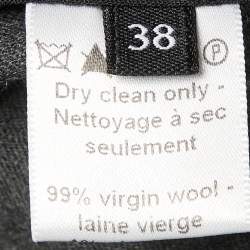 38
P
Dry clean only -
Nettoyage à sec
seulement
99% virgin wool -
laine vierge